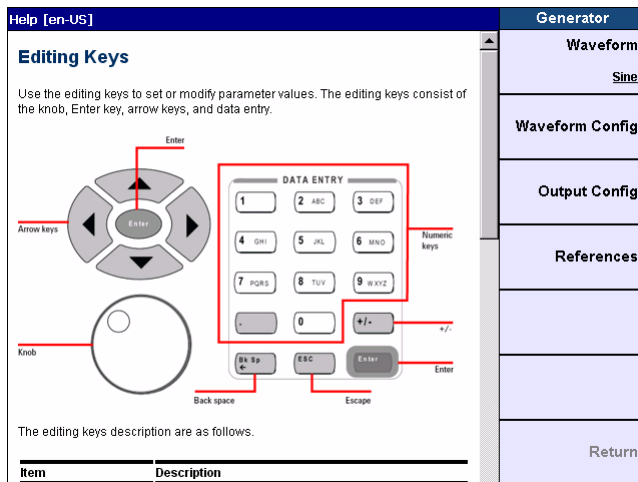 Help [en-US]
Generator
Editing Keys
Use the editing keys to set or modify parameter values. The editing keys consist of
the knob, Enter key, arrow keys, and data entry.
Enter
DATA ENTRY
1
2 ABC
3 DEF
Enter
Arrow keys
4 GHI
5 JKL
6 MNO
Numeric
keys
7 PQRS
8 TUV
9 WXYZ
.
0
+/-
+/-
Knob
Bk Sp
←
ESC
Enter
Enter
Back space
Escape
The editing keys description are as follows.
Item Description
Waveform
Sine
Waveform Config
Output Config
References
Return